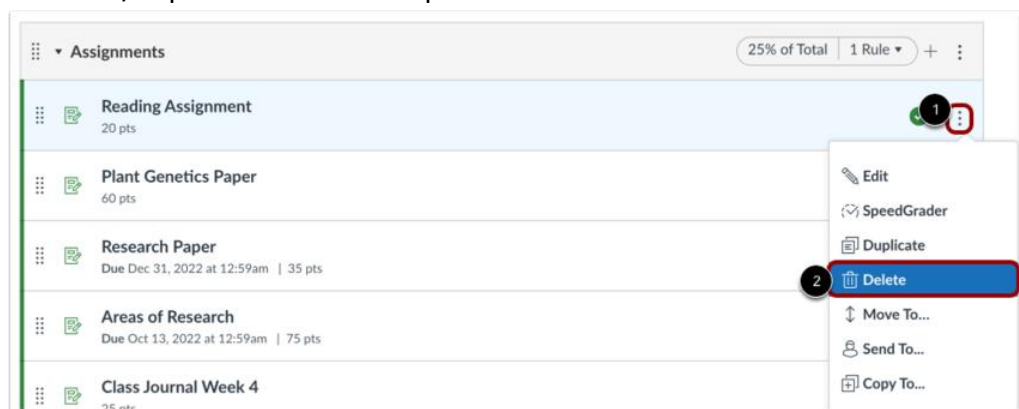 Assignments
25% of Total | 1 Rule
Reading Assignment
20 pts
1
Plant Genetics Paper
60 pts
Edit
SpeedGrader
Research Paper
Due Dec 31, 2022 at 12:59am | 35 pts
Duplicate
2 Delete
Areas of Research
Due Oct 13, 2022 at 12:59am | 75 pts
Move To...
Send To...
Class Journal Week 4
25 pts
Copy To...